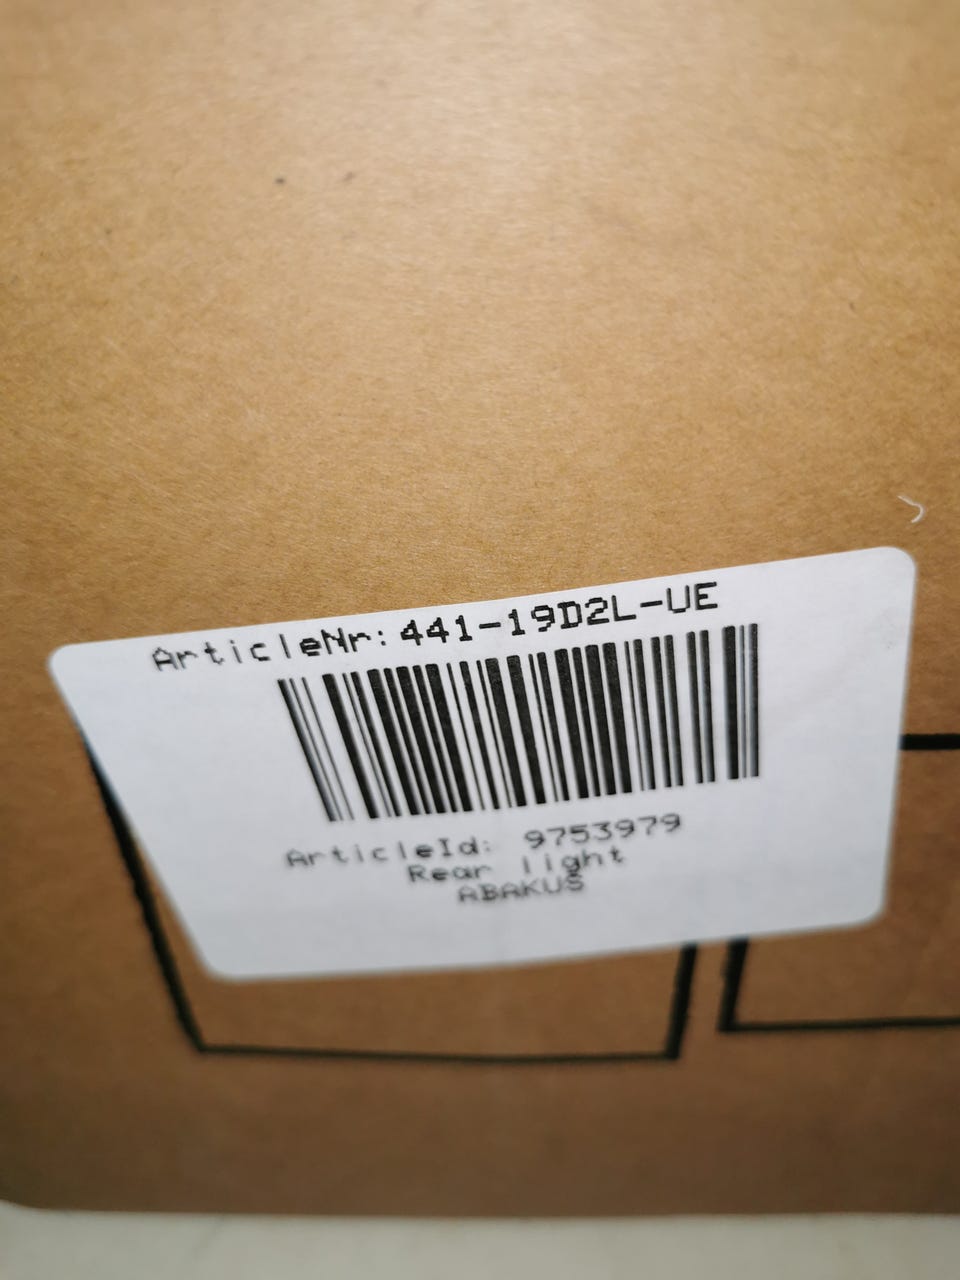 ArticleNr: 441-19D2L-UE
ArticleId: 9753979
Rear light
ABAKUS